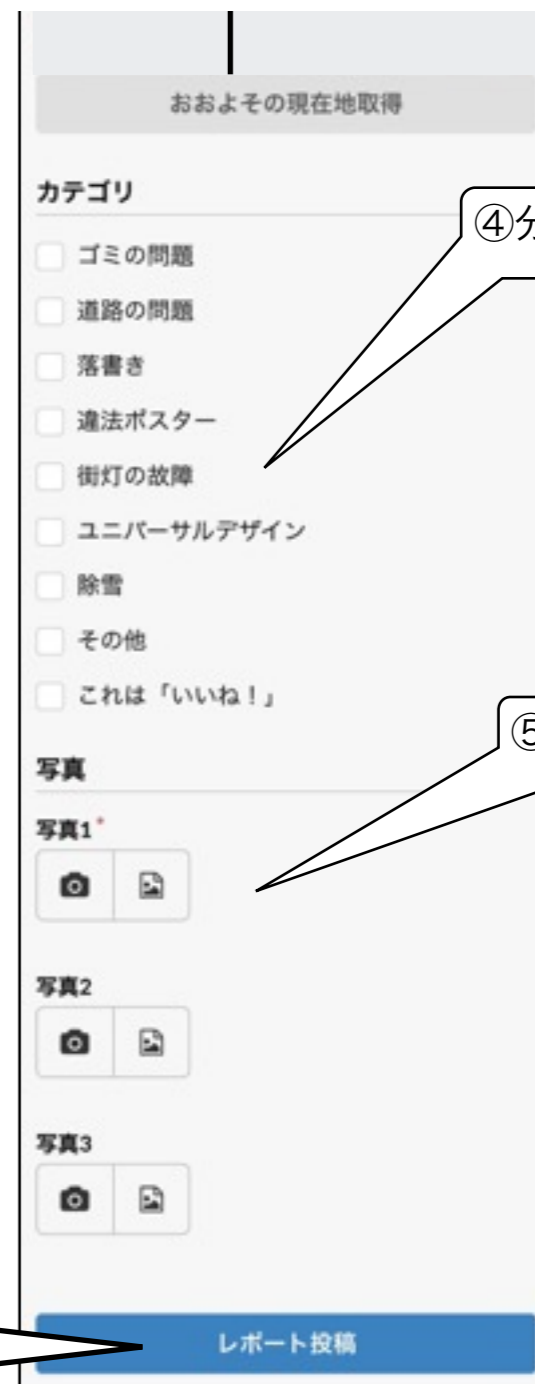 おおよその現在地取得
カテゴリ
④分
ゴミの問題
道路の問題
落書き
違法ポスター
街灯の故障
ユニバーサルデザイン
除雪
その他
これは「いいね！」
⑤
写真
写真1*
写真2
写真3
レポート投稿